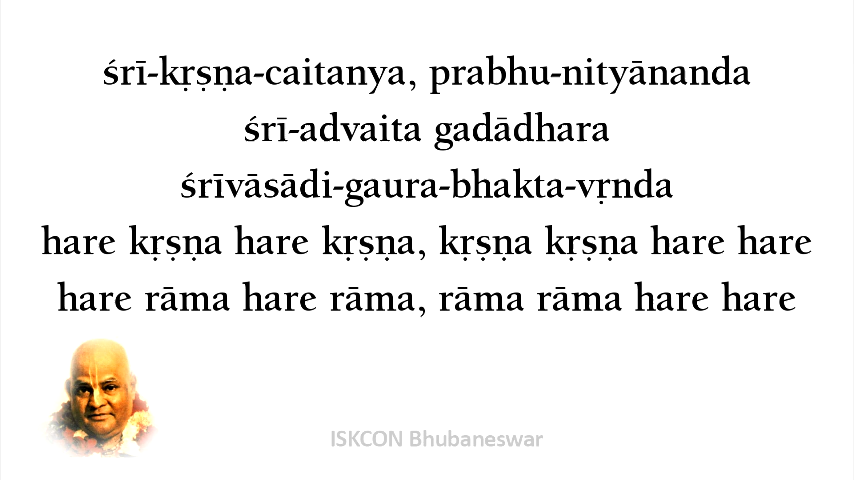 śrī-kṛṣṇa-caitanya, prabhu-nityānanda
śrī-advaita gadādhara
śrīvāsādi-gaura-bhakta-vṛnda
hare kṛṣṇa hare kṛṣṇa, kṛṣṇa kṛṣṇa hare hare
hare rāma hare rāma, rāma rāma hare hare
ISKCON Bhubaneswar